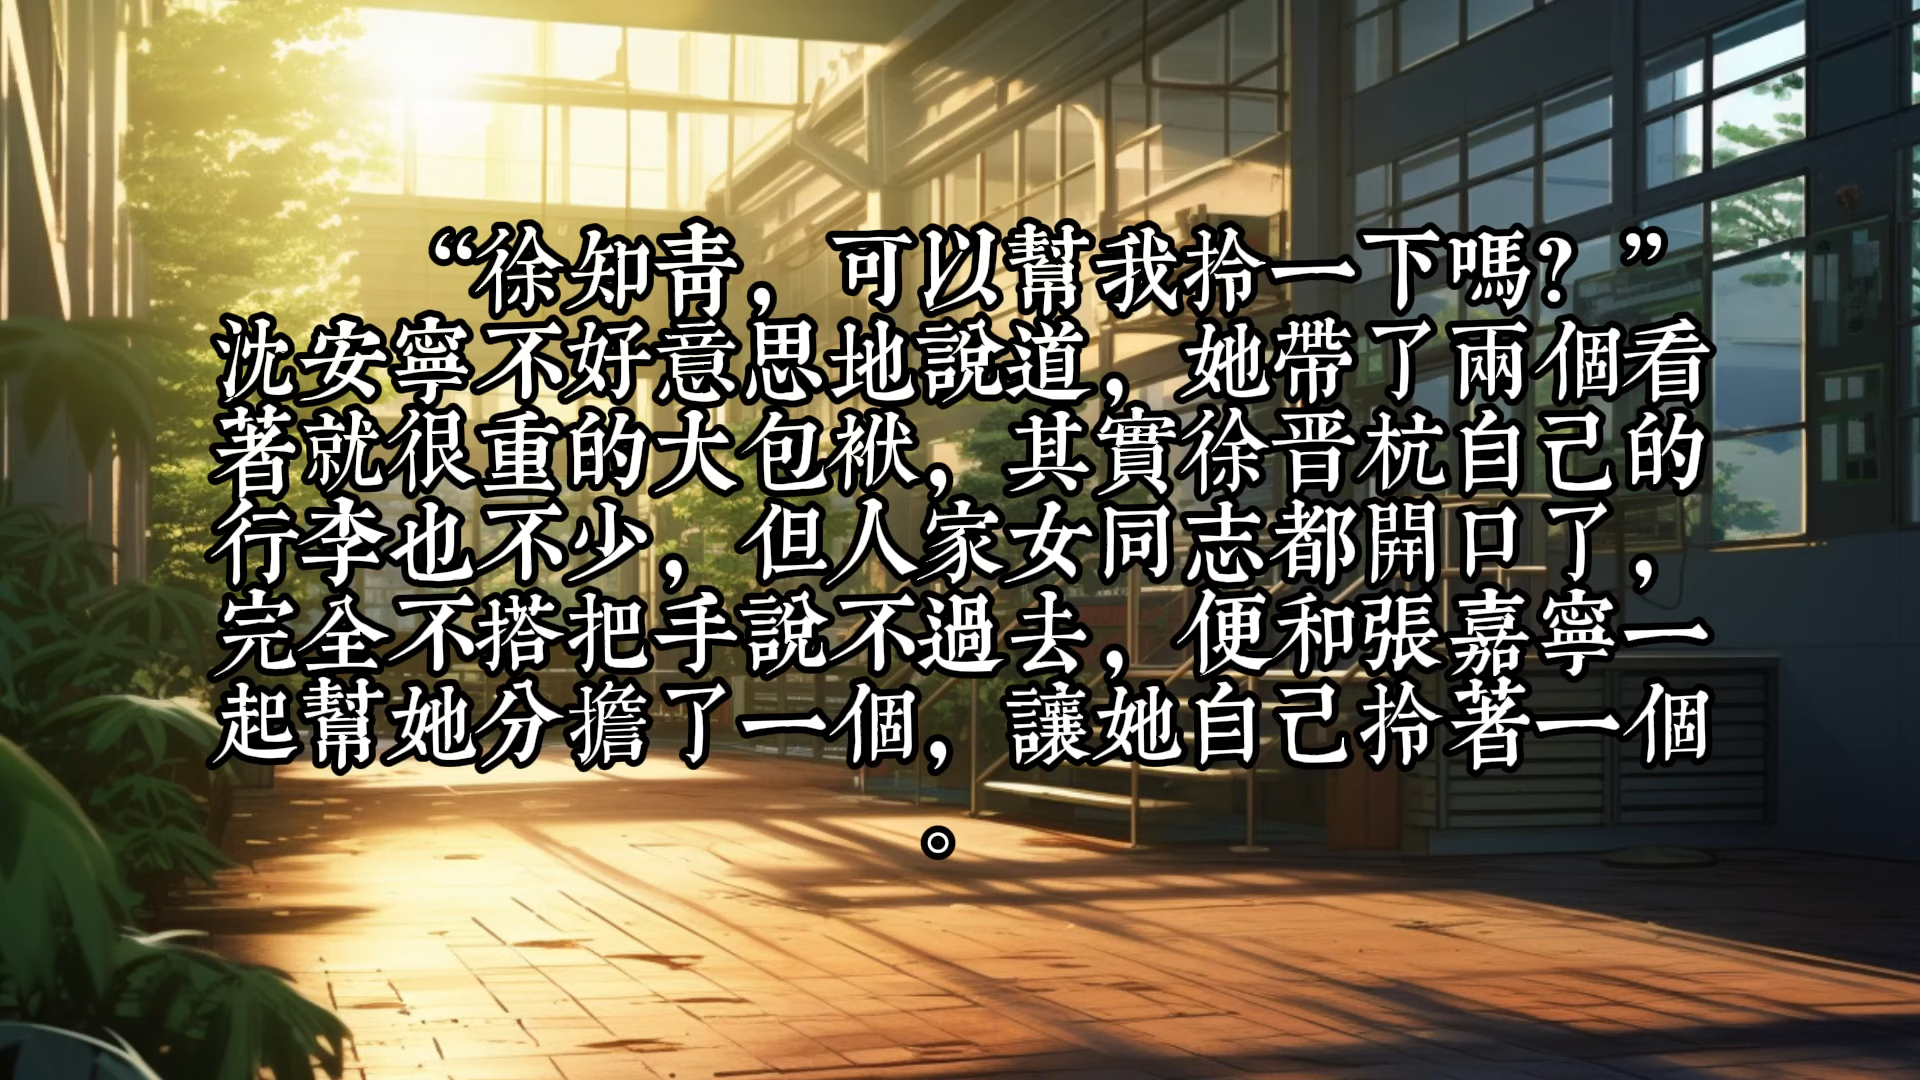 “徐知青，可以幫我拎一下嗎？”
沈安寧不好意思地說道，她帶了兩個看
著就很重的大包袱，其實徐晋杭自己的
行李也不少，但人家女同志都開口了，
完全不搭把手說不過去，便和張嘉寧一
起幫她分擔了一個，讓她自己拎著一個
。